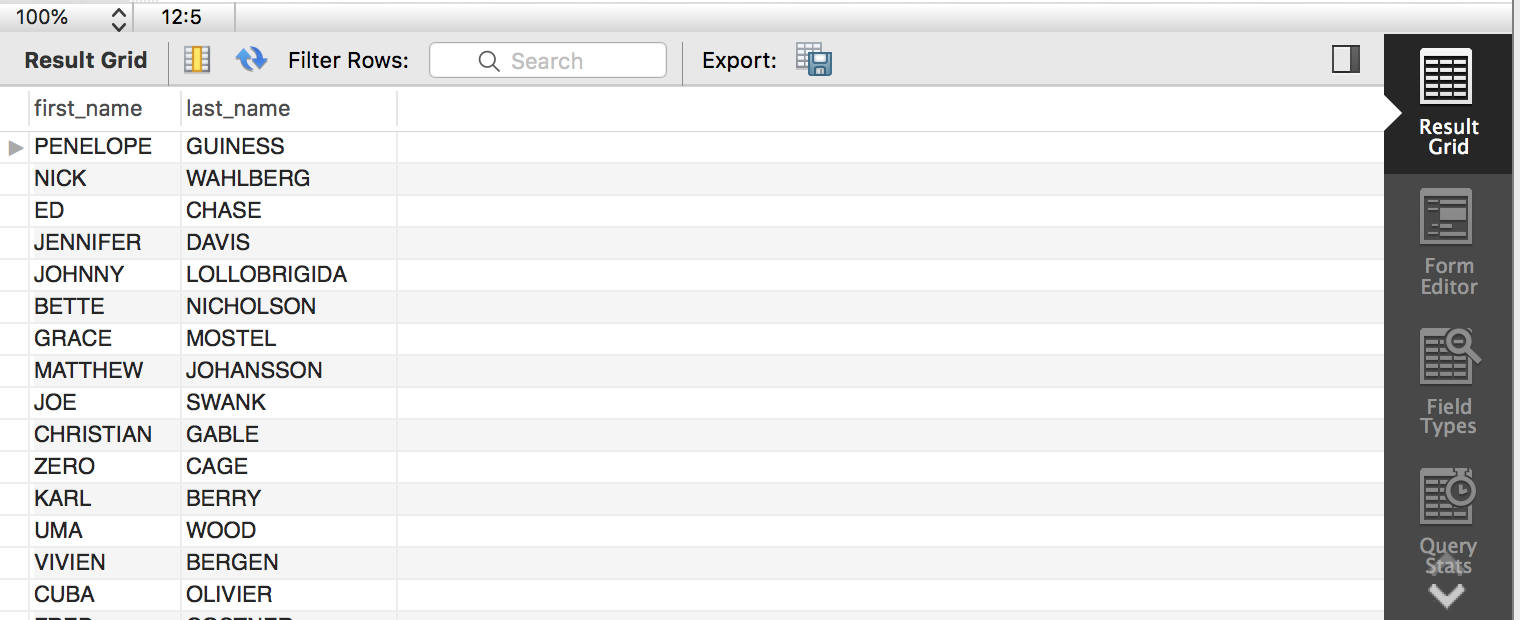 100% 12:5
Result Grid Filter Rows: Search Export:
first_name last_name
PENELOPE GUINESS
NICK WAHLBERG
ED CHASE
JENNIFER DAVIS
JOHNNY LOLLOBRIGIDA
BETTE NICHOLSON
GRACE MOSTEL
MATTHEW JOHANSSON
JOE SWANK
CHRISTIAN GABLE
ZERO CAGE
KARL BERRY
UMA WOOD
VIVIEN BERGEN
CUBA OLIVIER
Result
Grid
Form
Editor
Field
Types
Query
Stats